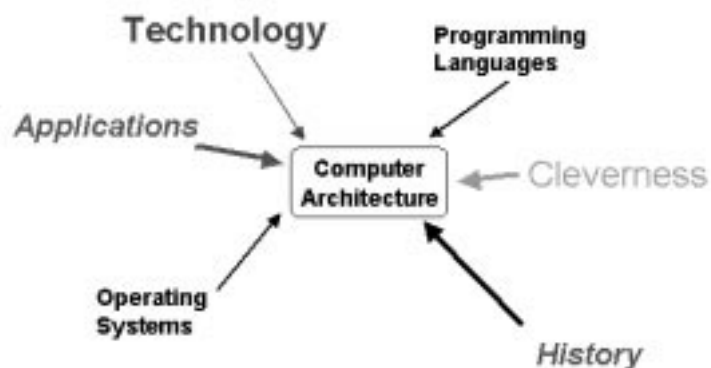 Technology
Programming
Languages
Applications
Computer
Architecture
Cleverness
Operating
Systems
History